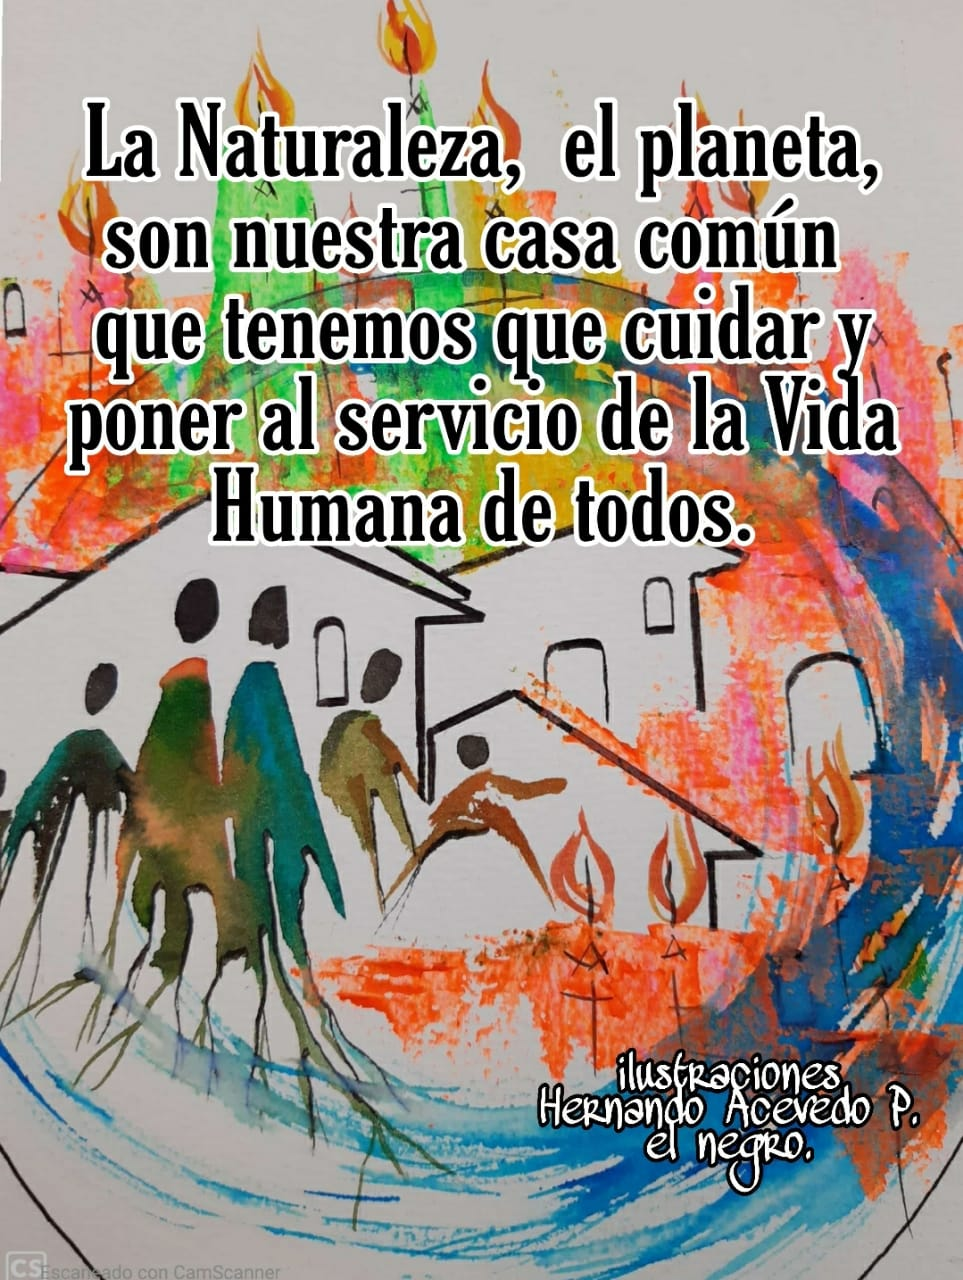 La Naturaleza, el planeta,
son nuestra casa común
que tenemos que cuidar y
poner al servicio de la Vida
Humana de todos.
ilustraciones
Hernando Acevedo P.
el negro.
CS Escaneado con CamScanner